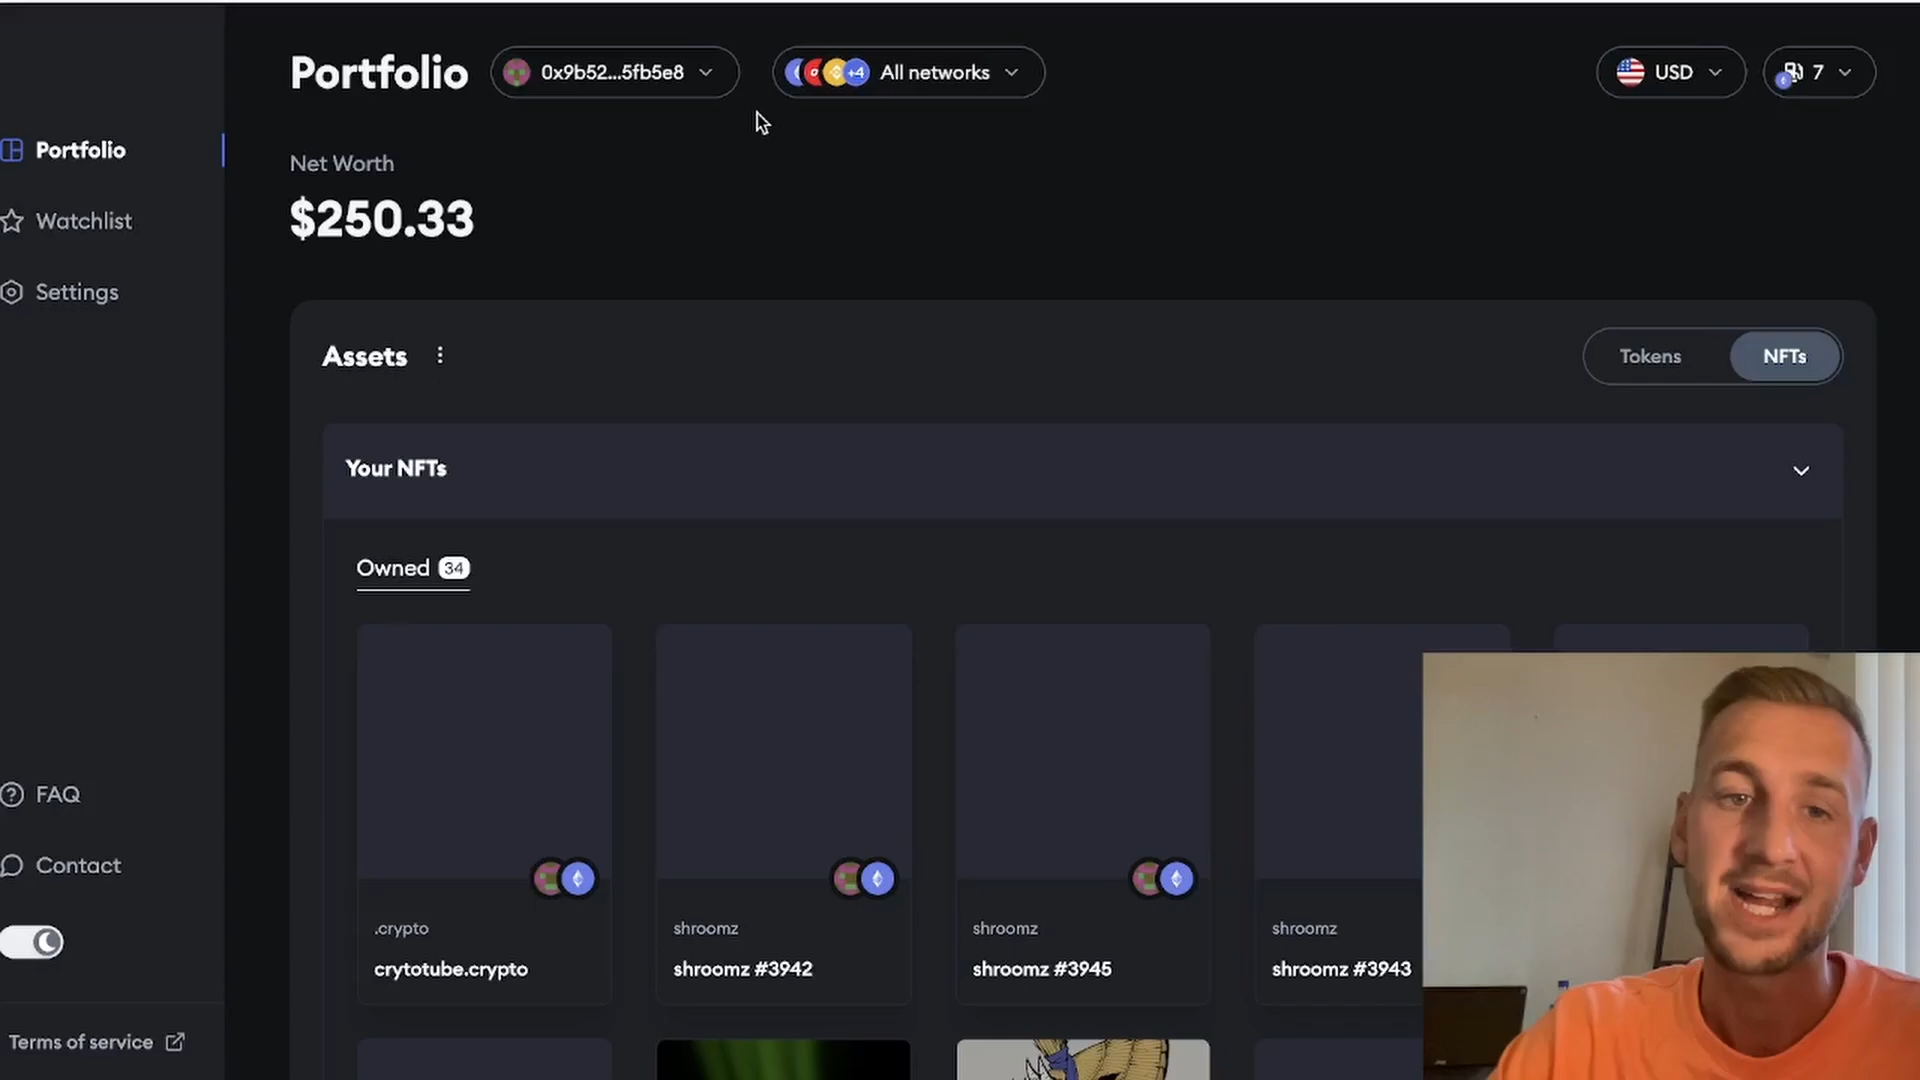 Portfolio
0x9b52...5fb5e8
+4
All networks
USD
7
Portfolio
Watchlist
Settings
Net Worth
$250.33
Assets
Tokens
NFTs
Your NFTs
Owned 34
.crypto
crytotube.crypto
shroomz
shroomz #3942
shroomz
shroomz #3945
shroomz
shroomz #3943
FAQ
Contact
Terms of service